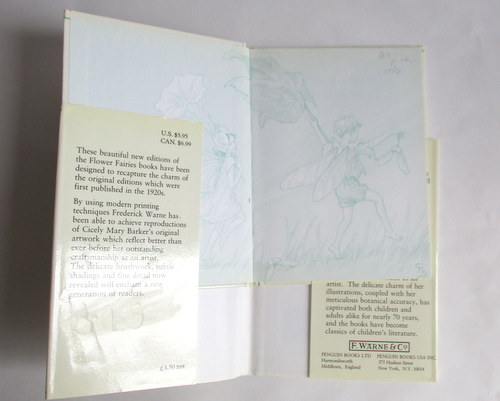 U.S. $5.95
CAN. $6.99
These beautiful new editions of
the Flower Fairies books have been
designed to recapture the charm of
the original editions which were
first published in the 1920s.
By using modern printing
techniques Frederick Warne has
been able to achieve reproductions
of Cicely Mary Barker's original
artwork which reflect better than
ever before her outstanding
craftsmanship as an artist.
The delicate brushwork, subtle
shadings and fine detail now
revealed will enchant a new
generation of readers.
£3.50 net
artist. The delicate charm of her
illustrations, coupled with her
meticulous botanical accuracy, has
captivated both children and
adults alike for nearly 70 years,
and the books have become
classics of children's literature.
F. WARNE & Co
PENGUIN BOOKS LTD PENGUIN BOOKS USA INC.
Harmondsworth 375 Hudson Street
Middlesex, England New York, N.Y. 10014